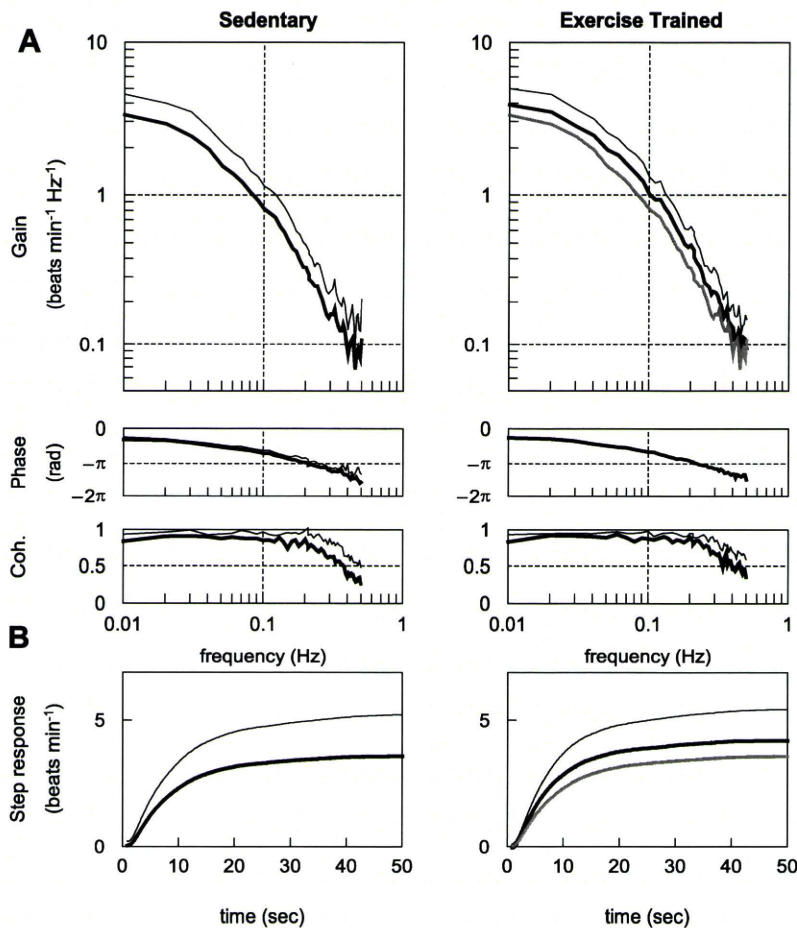 Sedentary
Exercise Trained
A
Gain
(beats min⁻¹ Hz⁻¹)
10
1
0.1
10
1
0.1
Phase
(rad)
0
−π
−2π
0
−π
−2π
Coh.
1
0.5
0
1
0.5
0
0.01 0.1 1
0.01 0.1 1
frequency (Hz)
frequency (Hz)
B
Step response
(beats min⁻¹)
5
0
5
0
0 10 20 30 40 50
0 10 20 30 40 50
time (sec)
time (sec)